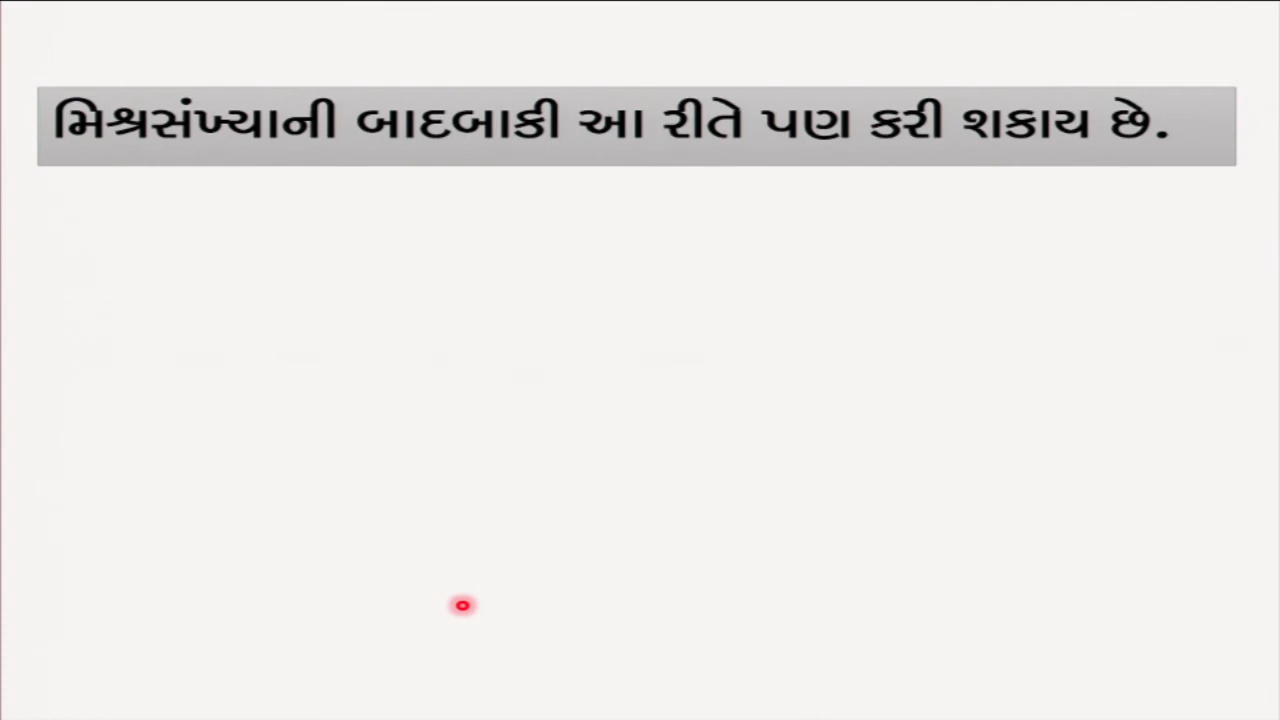 મિશ્રસંખ્યાની બાદબાકી આ રીતે પણ કરી શકાય છે.